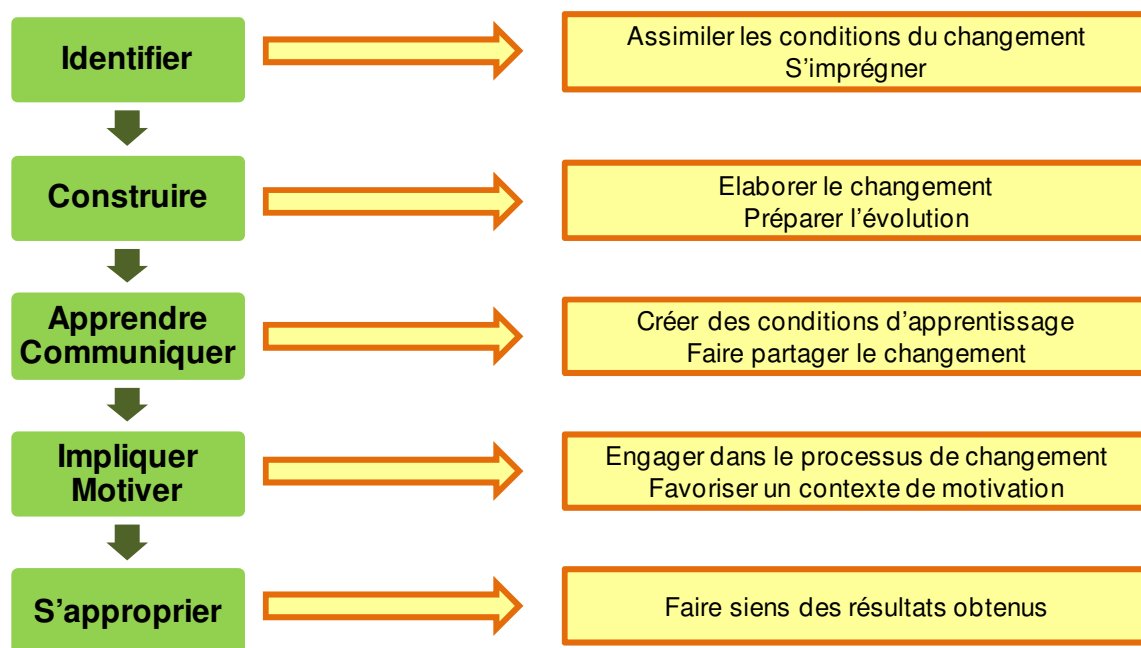 Identifier
Assimiler les conditions du changement
S'imprégner
Construire
Elaborer le changement
Préparer l'évolution
Apprendre
Communiquer
Créer des conditions d'apprentissage
Faire partager le changement
Impliquer
Motiver
Engager dans le processus de changement
Favoriser un contexte de motivation
S'approprier
Faire siens des résultats obtenus